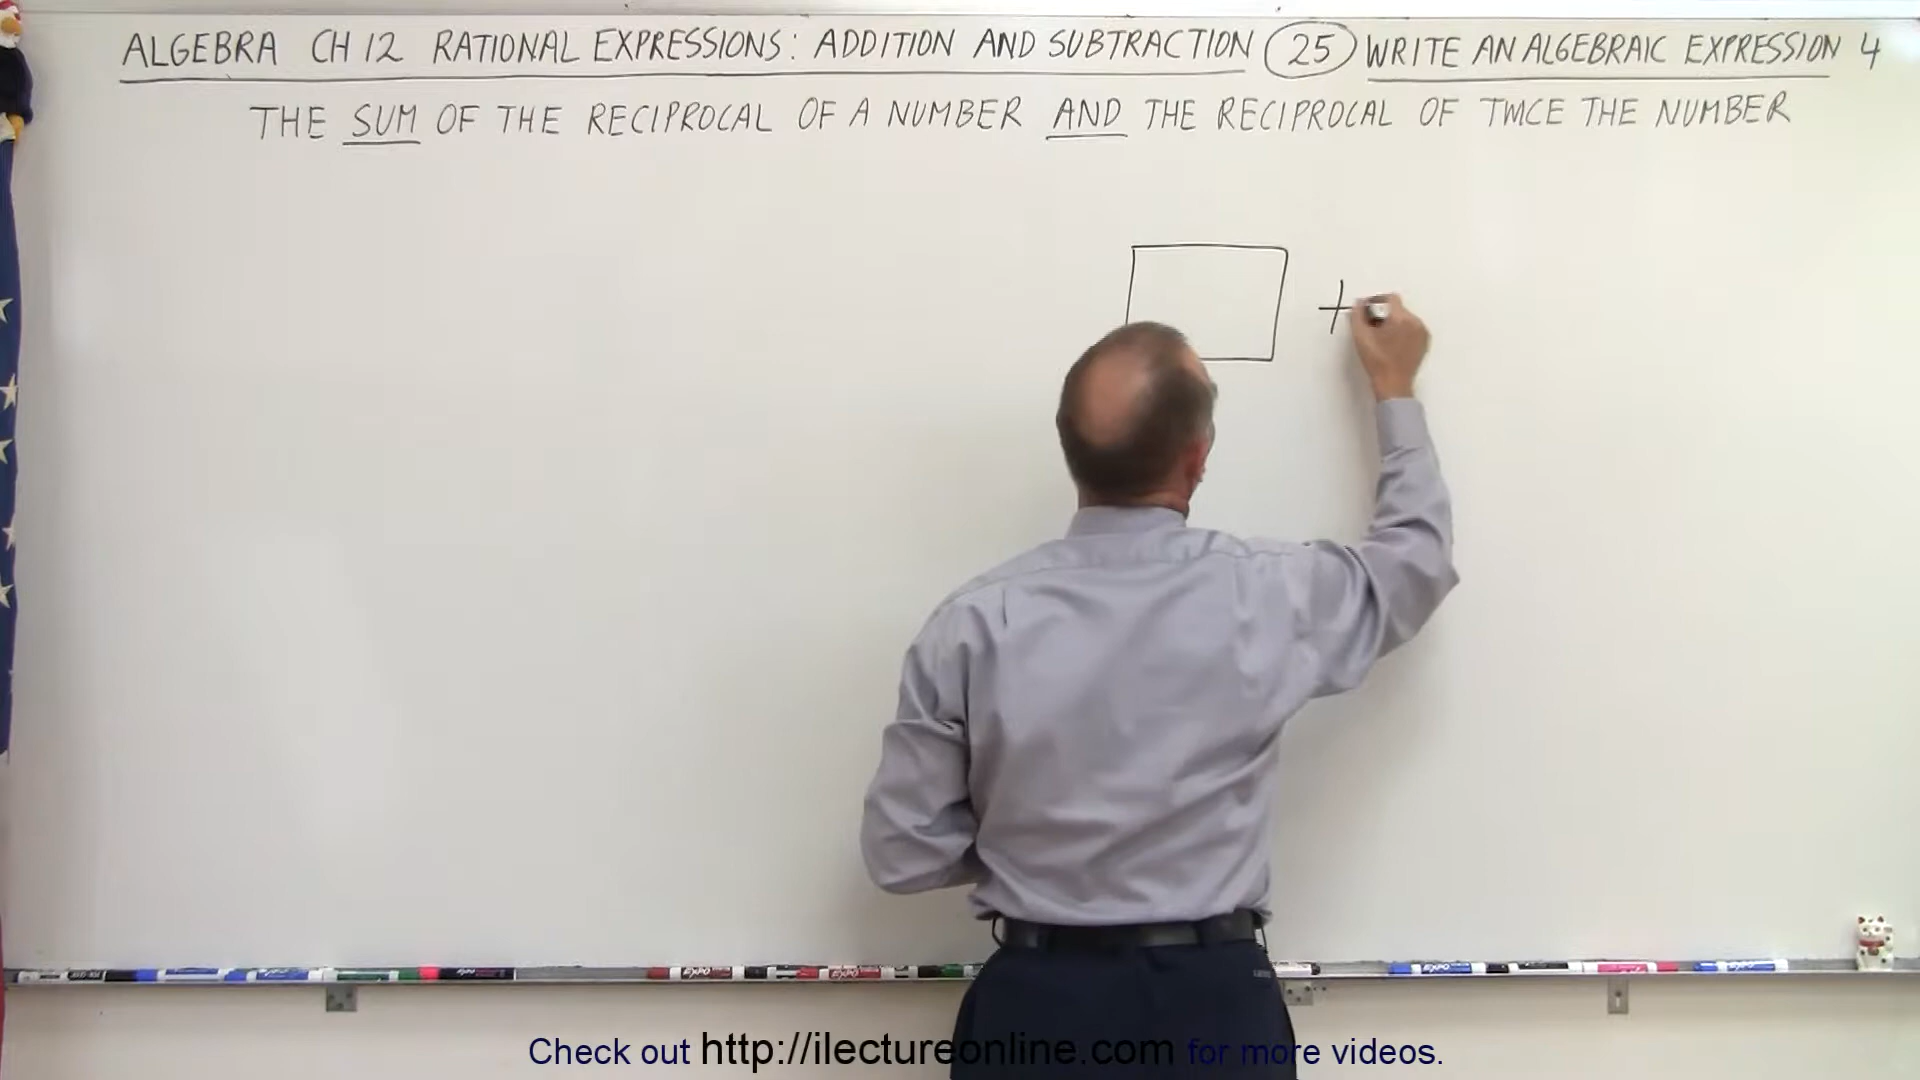 ALGEBRA CH 12 RATIONAL EXPRESSIONS: ADDITION AND SUBTRACTION 25 WRITE AN ALGEBRAIC EXPRESSION 4
THE SUM OF THE RECIPROCAL OF A NUMBER AND THE RECIPROCAL OF TWICE THE NUMBER
+
Check out http://ilectureonline.com for more videos.